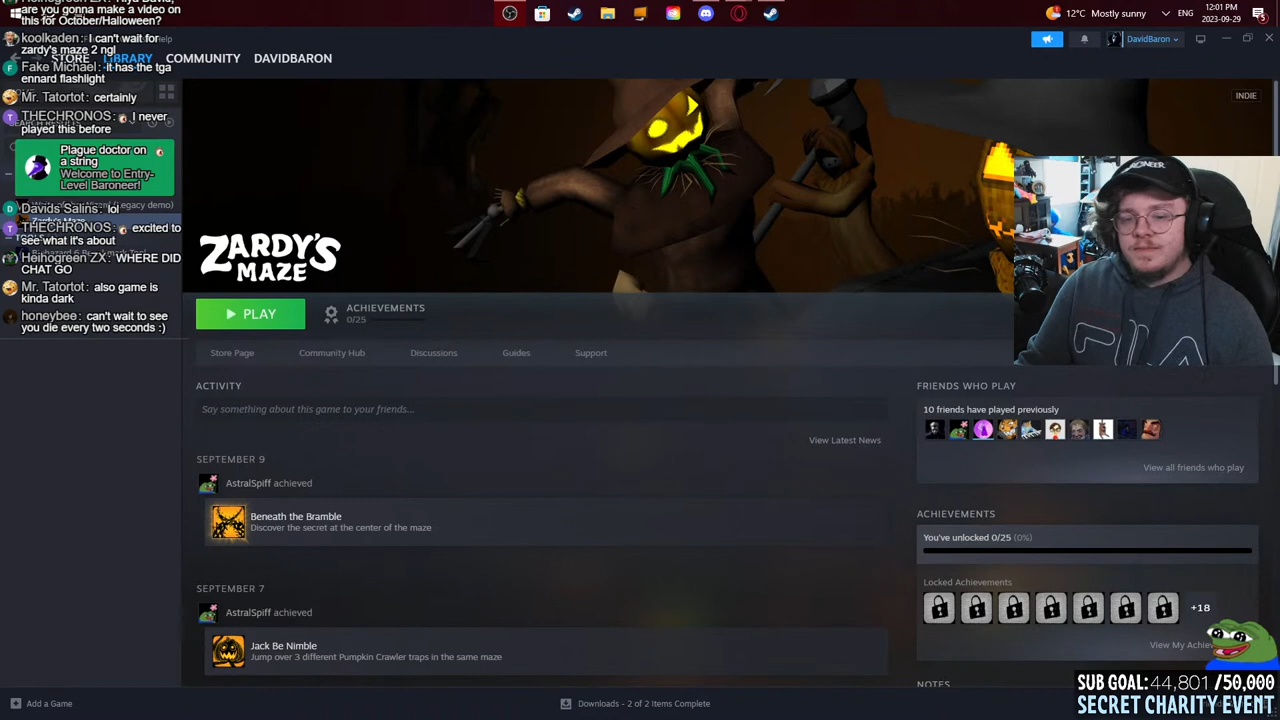 are you gonna make a video on
this for October/Halloween?
koolkaden: I can't wait for
zardy's maze 2 ngl
Fake Michael: it has the tga
ennard flashlight
Mr. Tatortot: certainly
THECHRONOS: I never
played this before
Plague doctor on
a string
Welcome to Entry-
Level Baroneer!
Davids Salins: lol
THECHRONOS: excited to
see what it's about
Heinogreen ZX: WHERE DID
CHAT GO
Mr. Tatortot: also game is
kinda dark
honeybee: can't wait to see
you die every two seconds :)
12°C Mostly sunny
ENG
12:01 PM
2023-09-29
STORE
LIBRARY
COMMUNITY
DAVIDBARON
DavidBaron
INDIE
ZARDY'S
MAZE
PLAY
ACHIEVEMENTS
0/25
Store Page
Community Hub
Discussions
Guides
Support
ACTIVITY
Say something about this game to your friends...
View Latest News
SEPTEMBER 9
AstralSpiff achieved
Beneath the Bramble
Discover the secret at the center of the maze
SEPTEMBER 7
AstralSpiff achieved
Jack Be Nimble
Jump over 3 different Pumpkin Crawler traps in the same maze
FRIENDS WHO PLAY
10 friends have played previously
View all friends who play
ACHIEVEMENTS
You've unlocked 0/25 (0%)
Locked Achievements
+18
View My Achiev
NOTES
Add a Game
Downloads - 2 of 2 Items Complete
SUB GOAL: 44,801 /50,000
SECRET CHARITY EVENT